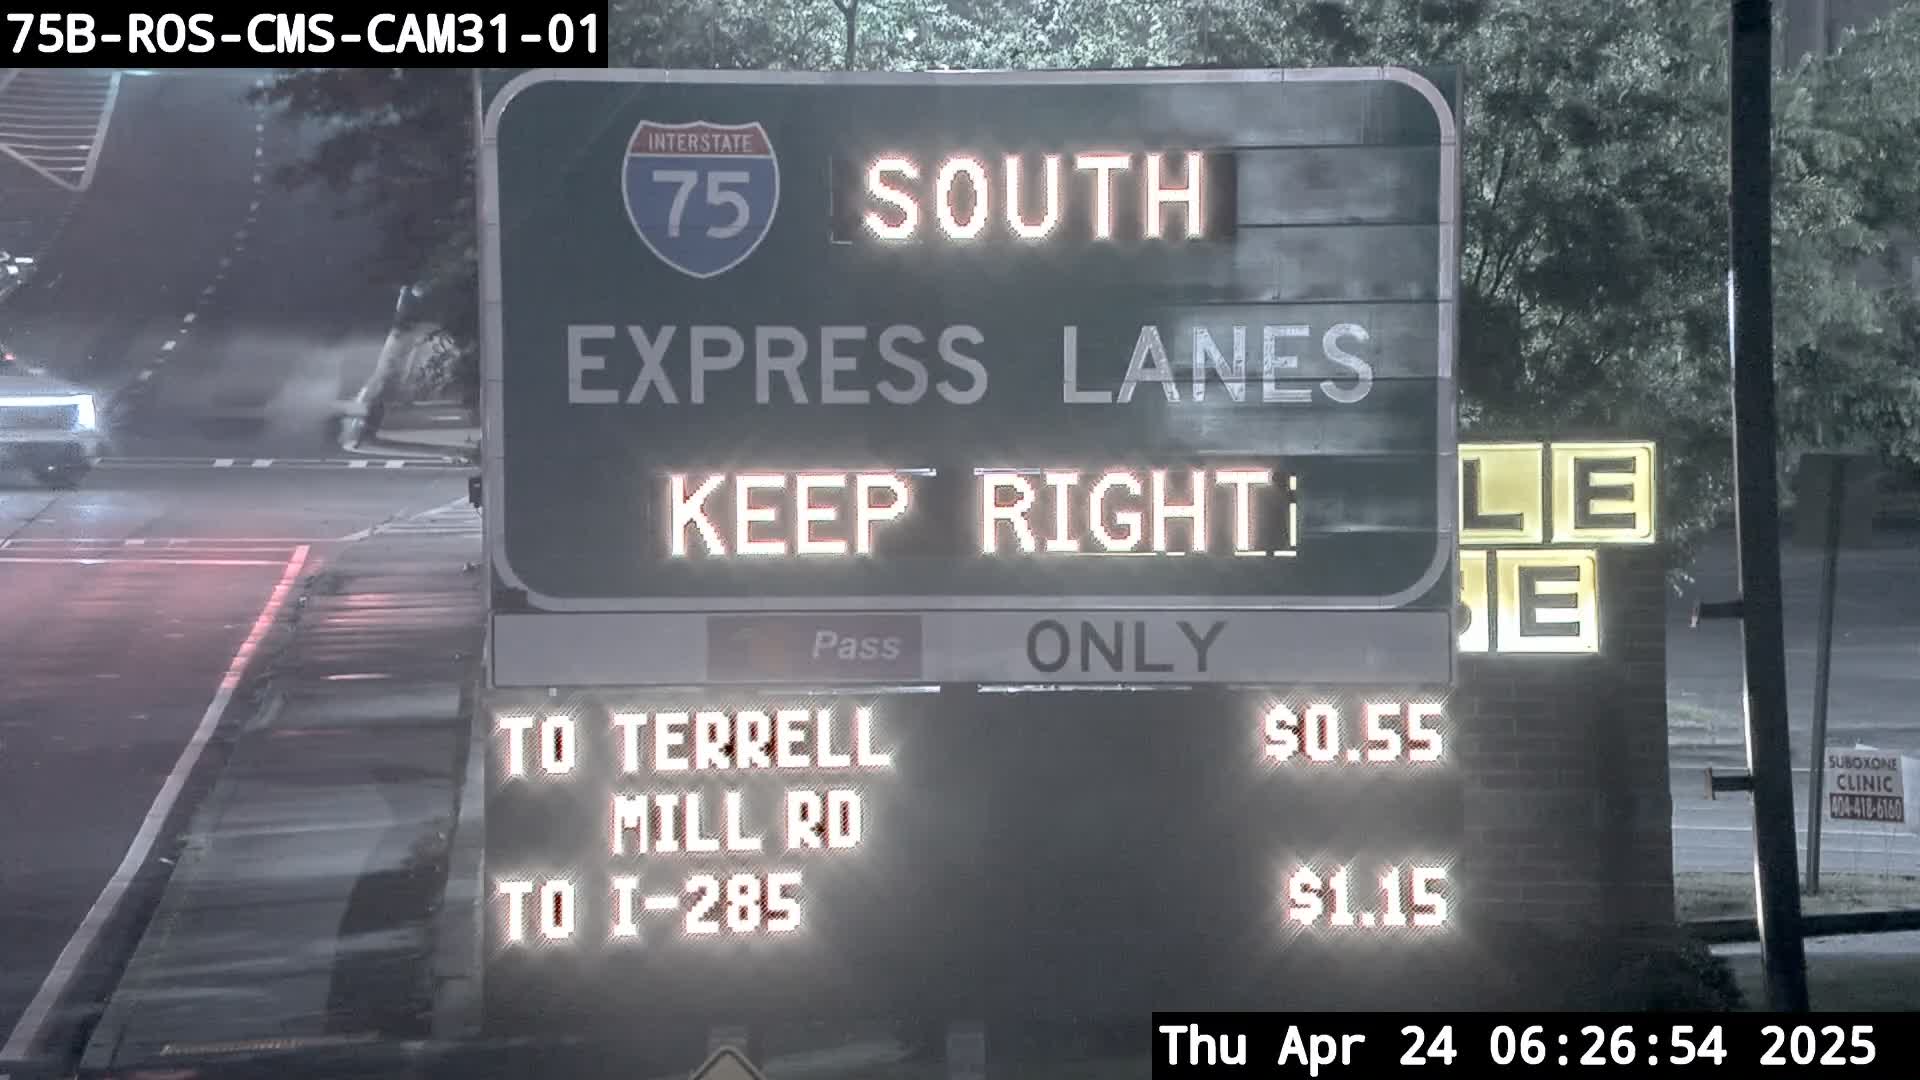 75B-ROS-CMS-CAM31-01
INTERSTATE
75
SOUTH
EXPRESS LANES
KEEP RIGHT
Pass ONLY
LE
E
TO TERRELL $0.55
MILL RD
TO I-285 $1.15
SUBOXONE
CLINIC
404-418-6160
Thu Apr 24 06:26:54 2025